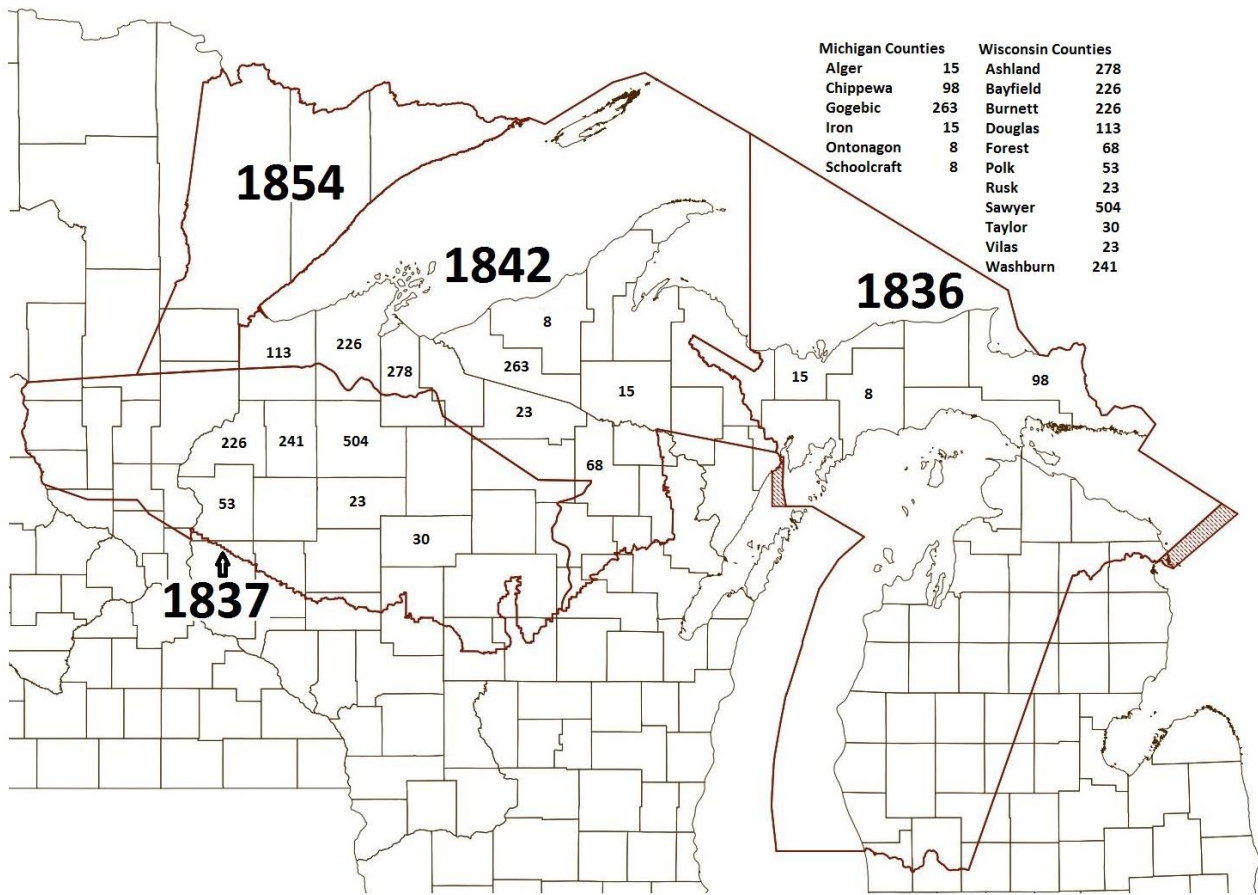 Michigan Counties Wisconsin Counties
Alger 15 Ashland 278
Chippewa 98 Bayfield 226
Gogebic 263 Burnett 226
Iron 15 Douglas 113
Ontonagon 8 Forest 68
Schoolcraft 8 Polk 53
Rusk 23
Sawyer 504
Taylor 30
Vilas 23
Washburn 241
1854
1842
1836
8
113
226
278
263
15
15
8
98
23
226
241
504
68
53
23
30
1837